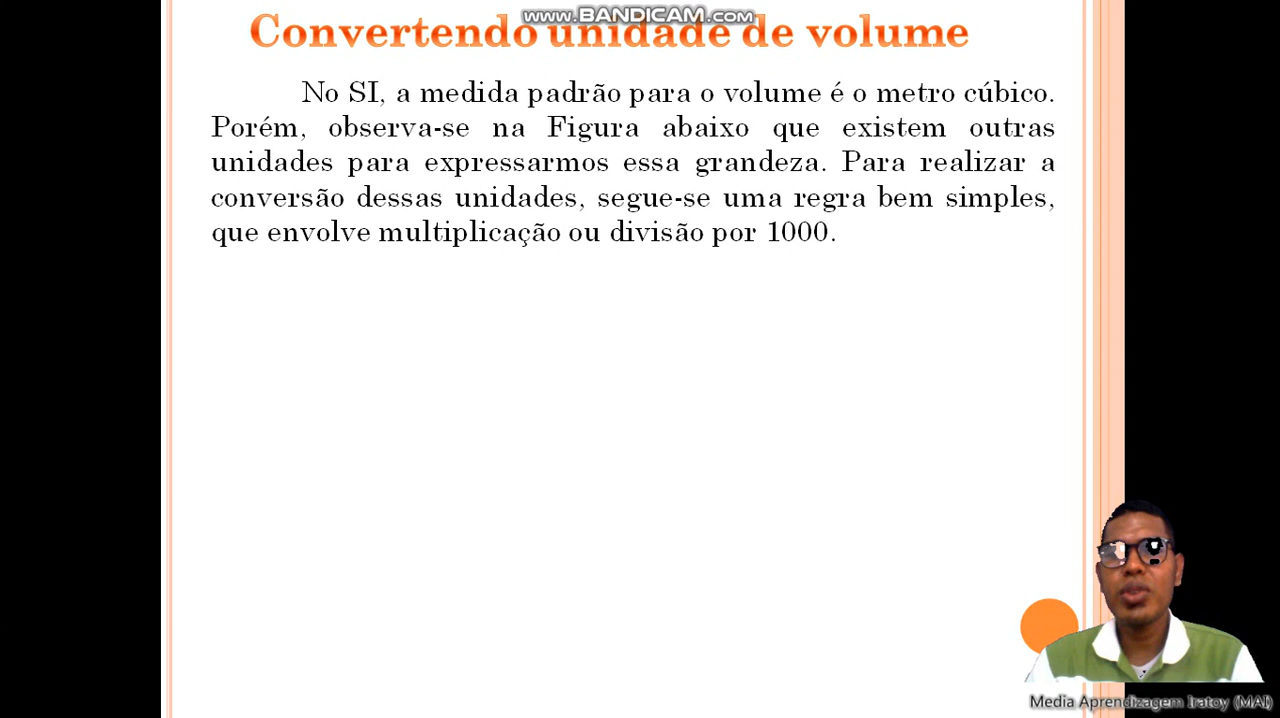 www.BANDICAM.com
Convertendo unidade de volume
No SI, a medida padrão para o volume é o metro cúbico.
Porém, observa-se na Figura abaixo que existem outras
unidades para expressarmos essa grandeza. Para realizar a
conversão dessas unidades, segue-se uma regra bem simples,
que envolve multiplicação ou divisão por 1000.
Media Aprendizagem Iratoy (MAI)